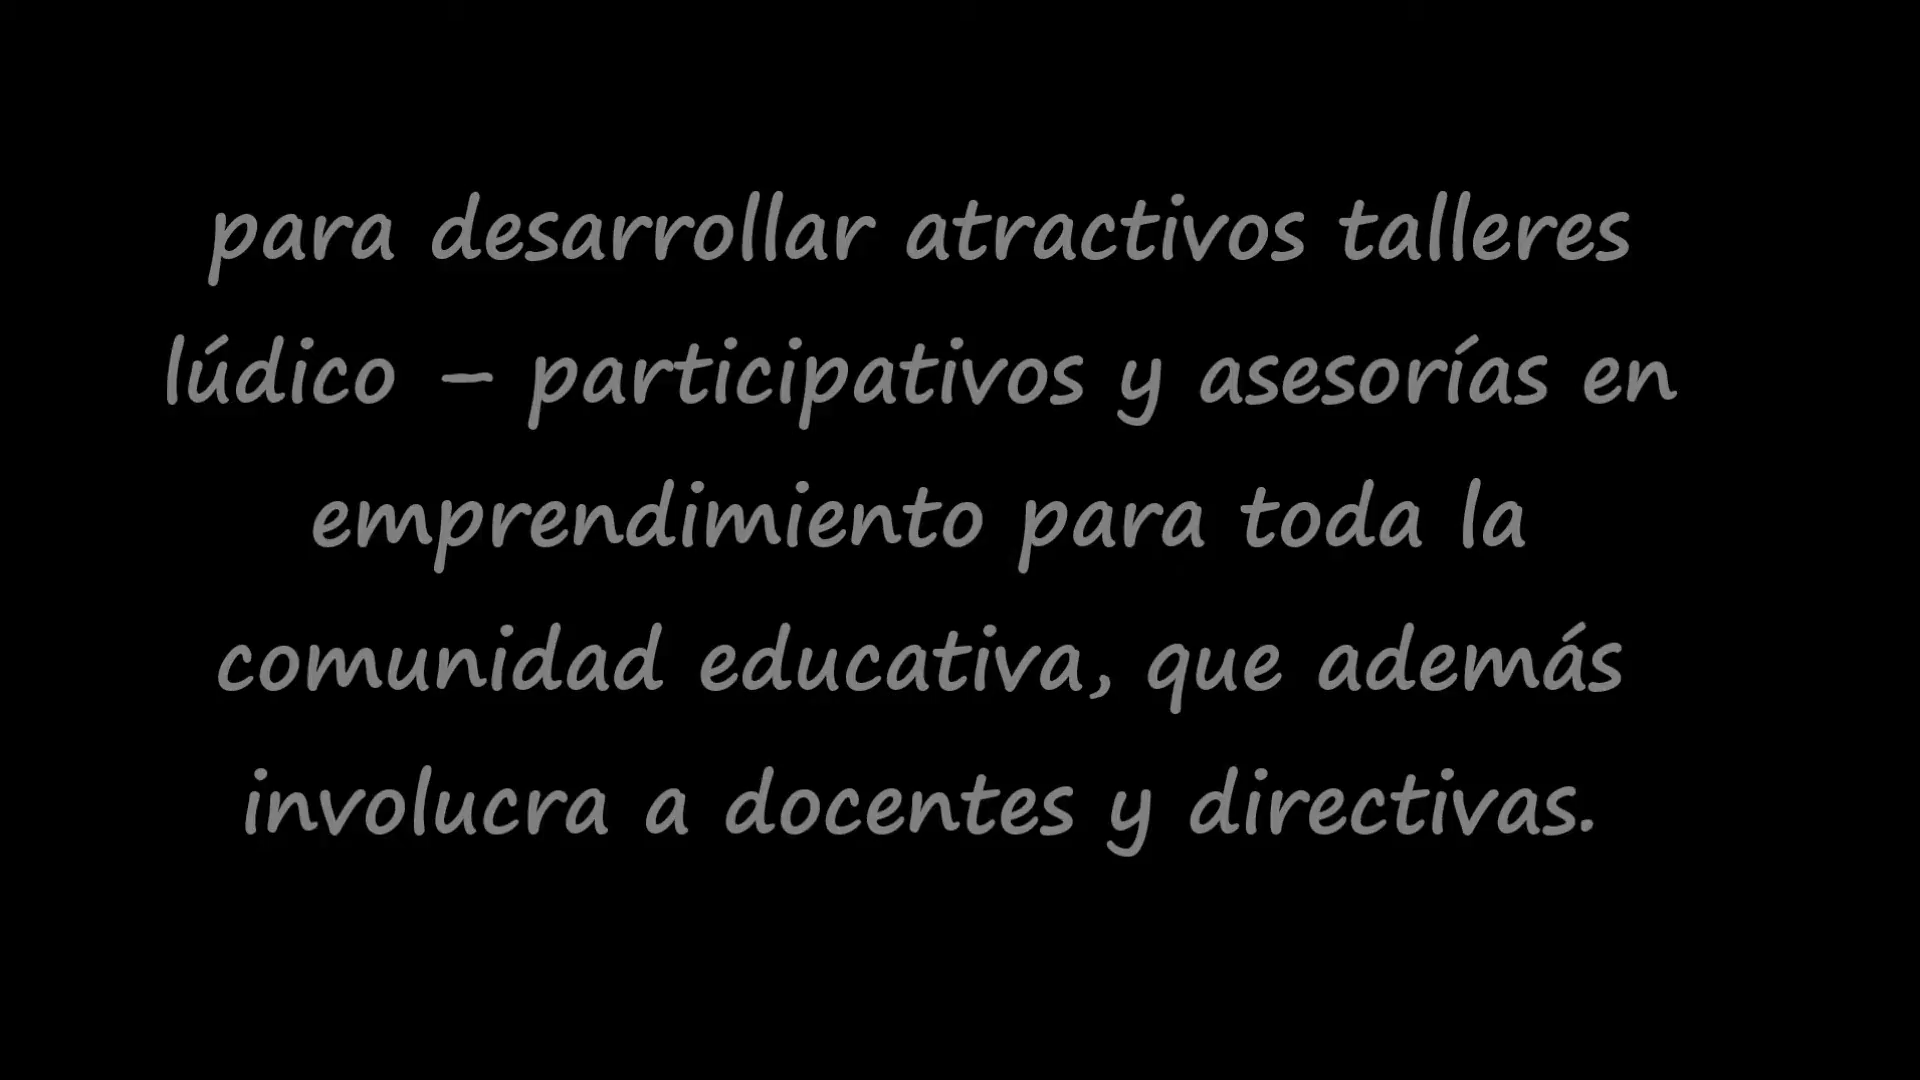 para desarrollar atractivos talleres
lúdico – participativos y asesorías en
emprendimiento para toda la
comunidad educativa, que además
involucra a docentes y directivas.